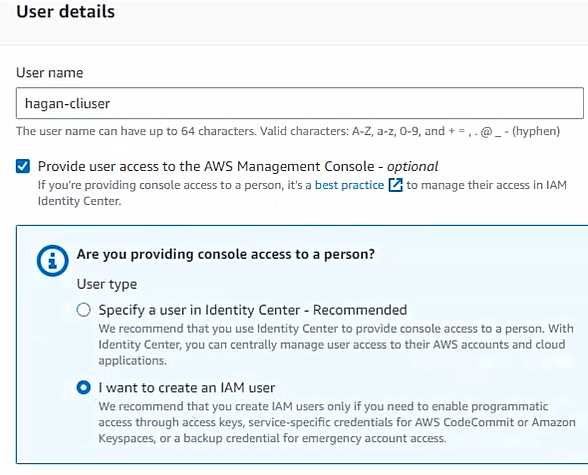 User details
User name
hagan-cliuser
The user name can have up to 64 characters. Valid characters: A-Z, a-z, 0-9, and + = , . @ _ - (hyphen)
Provide user access to the AWS Management Console - optional
If you're providing console access to a person, it's a best practice to manage their access in IAM
Identity Center.
Are you providing console access to a person?
User type
Specify a user in Identity Center - Recommended
We recommend that you use Identity Center to provide console access to a person. With
Identity Center, you can centrally manage user access to their AWS accounts and cloud
applications.
I want to create an IAM user
We recommend that you create IAM users only if you need to enable programmatic
access through access keys, service-specific credentials for AWS CodeCommit or Amazon
Keyspaces, or a backup credential for emergency account access.